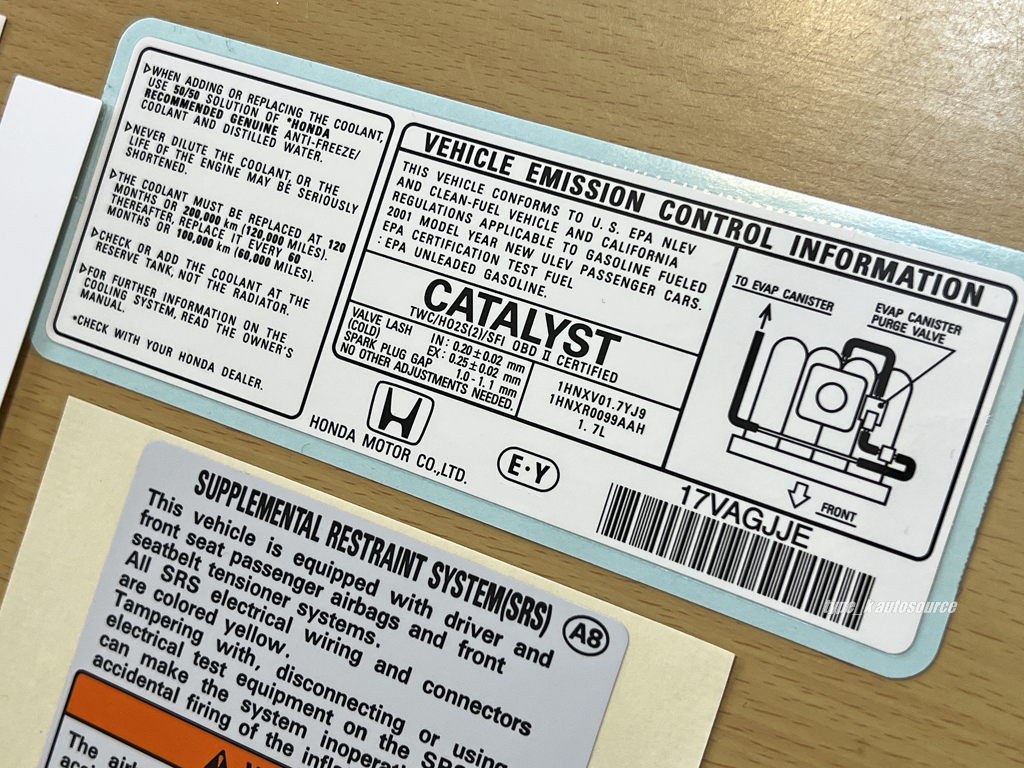 ▷WHEN ADDING OR REPLACING THE COOLANT,
USE 50/50 SOLUTION OF *HONDA
RECOMMENDED GENUINE ANTI-FREEZE/
COOLANT AND DISTILLED WATER.
▷NEVER DILUTE THE COOLANT, OR THE
LIFE OF THE ENGINE MAY BE SERIOUSLY
SHORTENED.
▷THE COOLANT MUST BE REPLACED AT 120
MONTHS OR 200,000 km (120,000 MILES).
THEREAFTER REPLACE IT EVERY 60
MONTHS OR 100,000 km (60,000 MILES).
▷CHECK OR ADD THE COOLANT AT THE
RESERVE TANK, NOT THE RADIATOR.
▷FOR FURTHER INFORMATION ON THE
COOLING SYSTEM, READ THE OWNER'S
MANUAL.
*CHECK WITH YOUR HONDA DEALER.
VEHICLE EMISSION CONTROL INFORMATION
THIS VEHICLE CONFORMS TO U.S. EPA NLEV
AND CLEAN-FUEL VEHICLE AND CALIFORNIA
REGULATIONS APPLICABLE TO GASOLINE FUELED
2001 MODEL YEAR NEW ULEV PASSENGER CARS.
EPA CERTIFICATION TEST FUEL
: EPA UNLEADED GASOLINE.
CATALYST
TWC/HO2S(2)/SFI OBD II CERTIFIED
VALVE LASH IN : 0.20±0.02 mm
(COLD) EX : 0.25±0.02 mm
SPARK PLUG GAP 1.0-1.1 mm
NO OTHER ADJUSTMENTS NEEDED.
1HNXV01.7YJ9
1HNXR0099AAH
1.7L
TO EVAP CANISTER
EVAP CANISTER
PURGE VALVE
FRONT
HONDA MOTOR CO.,LTD.
E·Y
17VAGJJE
type_k autosource
SUPPLEMENTAL RESTRAINT SYSTEM(SRS)
A8
This vehicle is equipped with driver and
front seat passenger airbags and front
seatbelt tensioner systems.
All SRS electrical wiring and connectors
are colored yellow.
Tampering with, disconnecting or using
electrical test equipment on the SRS
can make the system
accidental firing of the
The